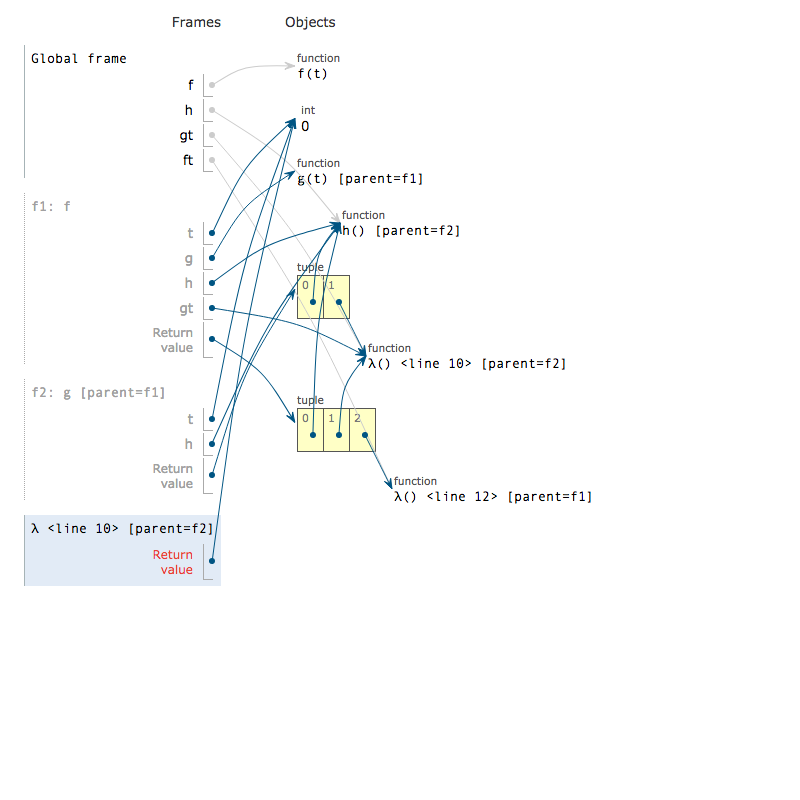 Frames Objects
Global frame
function
f(t)
f
int
0
h
gt
ft
function
g(t) [parent=f1]
f1: f
function
h() [parent=f2]
t
g
h
gt
Return
value
tuple
0 1
function
λ() <line 10> [parent=f2]
f2: g [parent=f1]
tuple
0 1 2
t
h
Return
value
function
λ() <line 12> [parent=f1]
λ <line 10> [parent=f2]
Return
value